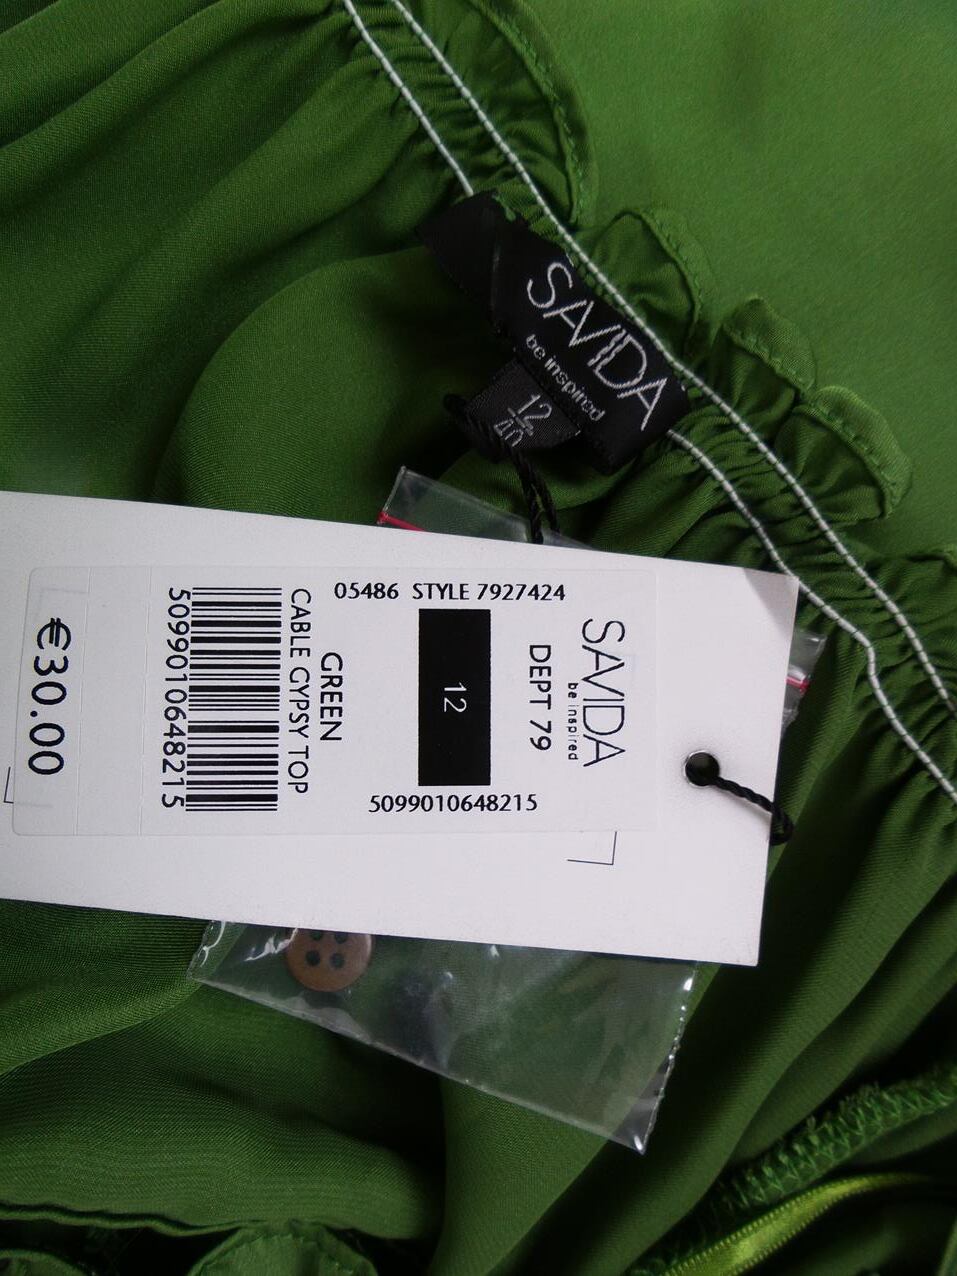 SAVIDA
be inspired
12
40
05486 STYLE 7927424
SAVIDA
be inspired
DEPT 79
12
5099010648215
GREEN
CABLE GYPSY TOP
5099010648215
€30.00